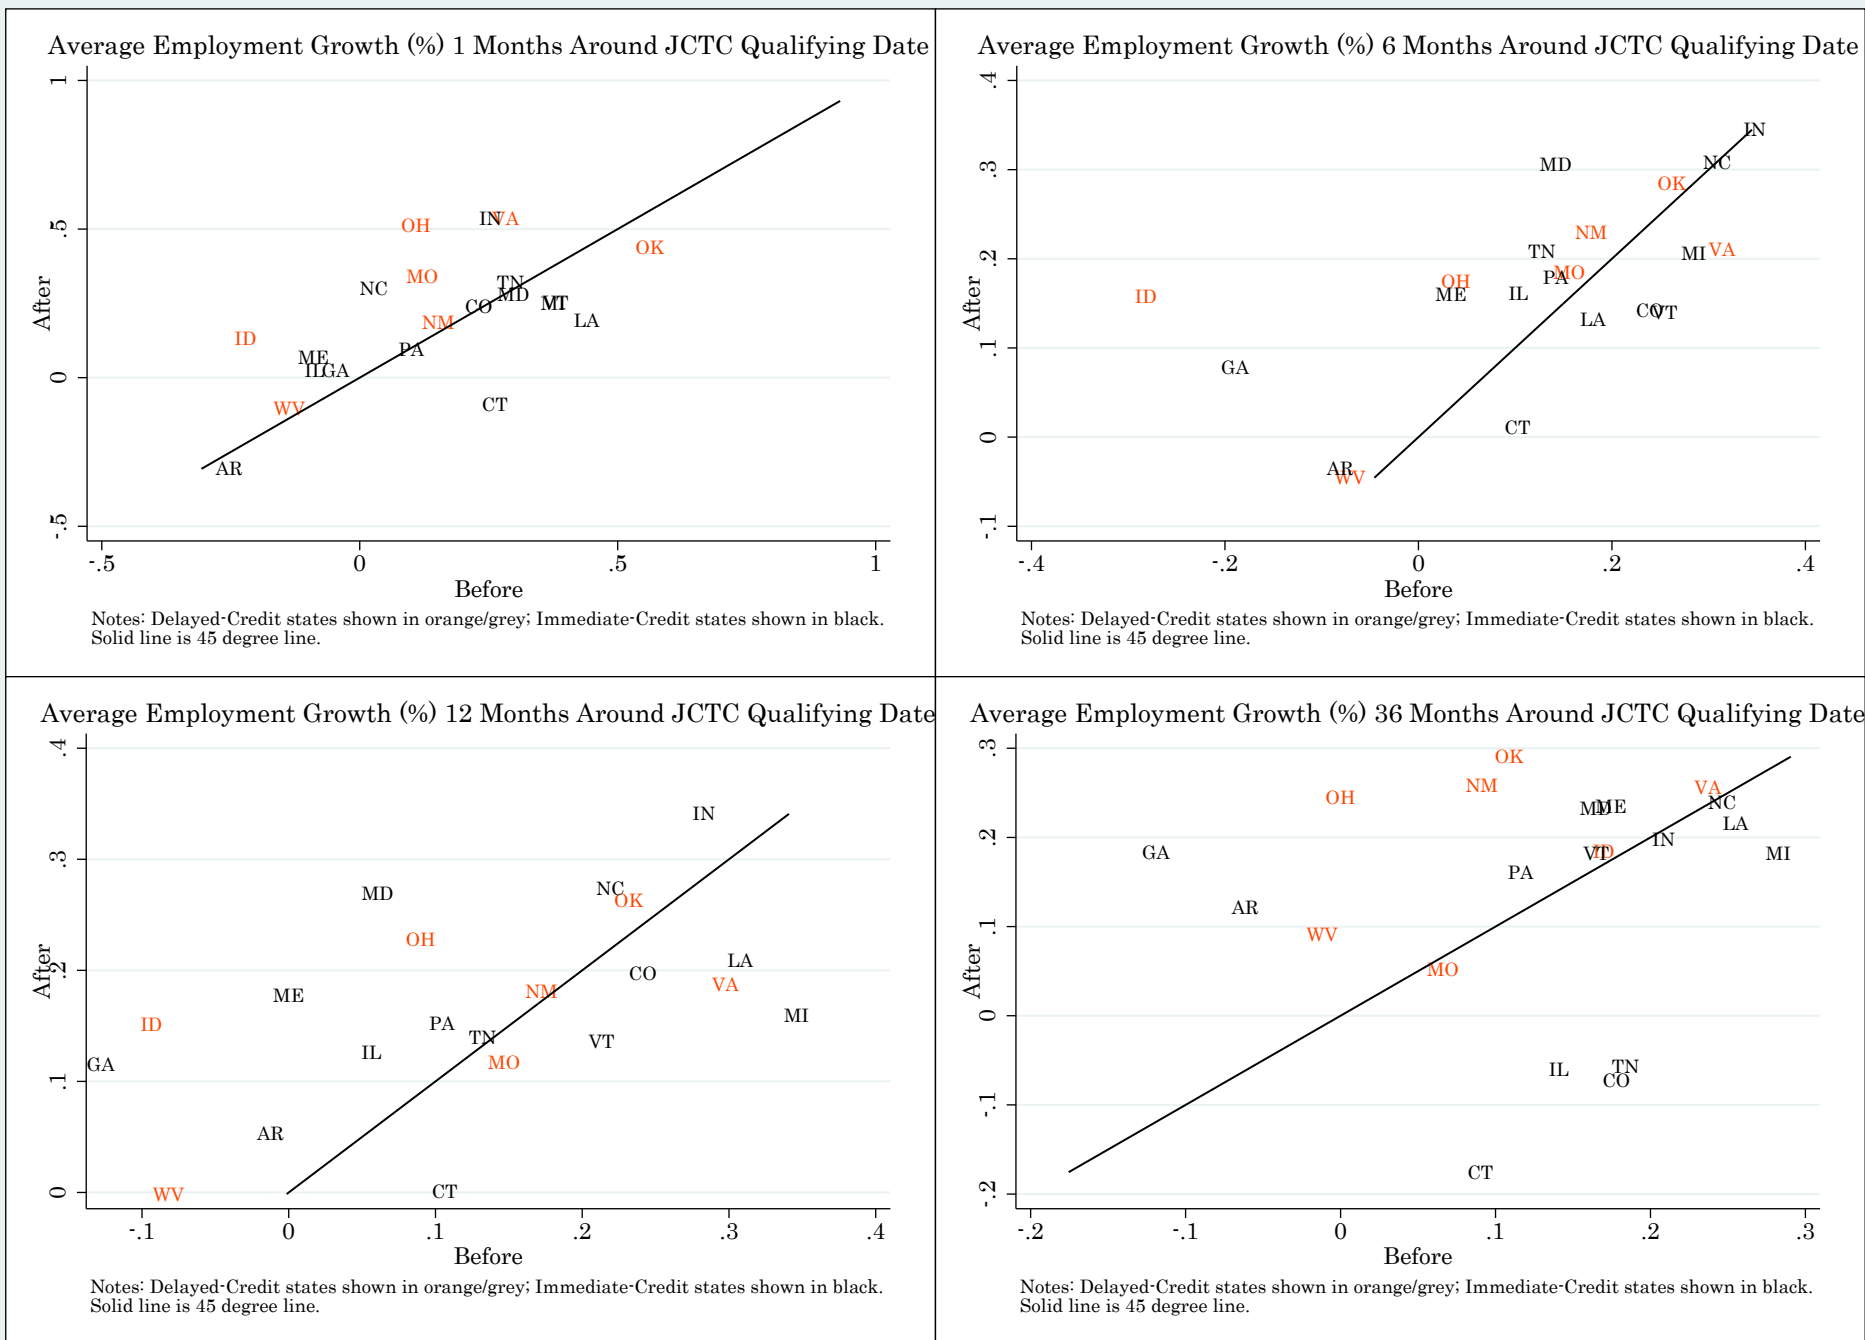 Average Employment Growth (%) 1 Months Around JCTC Qualifying Date
After
1
.5
0
-.5
IN VA
OH
OK
MO
NC
TN
MD
CO
VT
LA
NM
ID
PA
ME
IL GA
CT
WV
AR
-.5 0 .5 1
Before
Notes: Delayed-Credit states shown in orange/grey; Immediate-Credit states shown in black.
Solid line is 45 degree line.
Average Employment Growth (%) 6 Months Around JCTC Qualifying Date
After
.4
.3
.2
.1
0
-.1
IN
MD
NC
OK
NM
TN
MI
VA
MO
PA
OH
ME
IL
ID
CO
VT
LA
GA
CT
AR
WV
-.4 -.2 0 .2 .4
Before
Notes: Delayed-Credit states shown in orange/grey; Immediate-Credit states shown in black.
Solid line is 45 degree line.
Average Employment Growth (%) 12 Months Around JCTC Qualifying Date
After
.4
.3
.2
.1
0
IN
MD
NC
OK
OH
LA
CO
VA
NM
ME
MI
ID
PA
TN
VT
IL
MO
GA
AR
WV
CT
-.1 0 .1 .2 .3 .4
Before
Notes: Delayed-Credit states shown in orange/grey; Immediate-Credit states shown in black.
Solid line is 45 degree line.
Average Employment Growth (%) 36 Months Around JCTC Qualifying Date
After
.3
.2
.1
0
-.1
-.2
OK
NM
VA
OH
MD
ME
NC
LA
IN
GA
VT
ID
MI
PA
AR
WV
MO
IL
TN
CO
CT
-.2 -.1 0 .1 .2 .3
Before
Notes: Delayed-Credit states shown in orange/grey; Immediate-Credit states shown in black.
Solid line is 45 degree line.